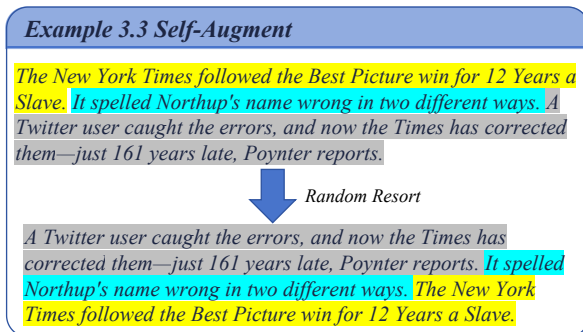 Example 3.3 Self-Augment
The New York Times followed the Best Picture win for 12 Years a
Slave. It spelled Northup's name wrong in two different ways. A
Twitter user caught the errors, and now the Times has corrected
them—just 161 years late, Poynter reports.
Random Resort
A Twitter user caught the errors, and now the Times has
corrected them—just 161 years late, Poynter reports. It spelled
Northup's name wrong in two different ways. The New York
Times followed the Best Picture win for 12 Years a Slave.